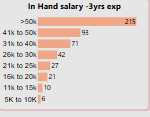 In Hand salary -3yrs exp
>50k 215
41k to 50k 93
31k to 40k 71
26k to 30k 42
21k to 25k 27
16k to 20k 21
11k to 15k 10
5K to 10K 6